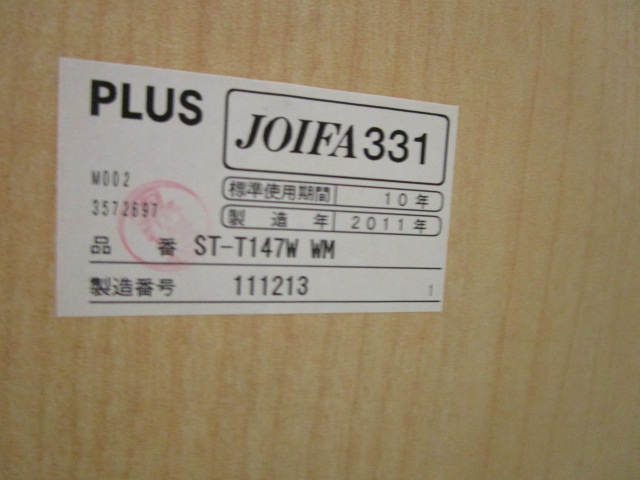 PLUS
JOIFA331
M002
3572697
標準使用期間 10年
製造年 2011年
品番 ST-T147W WM
製造番号 111213
1